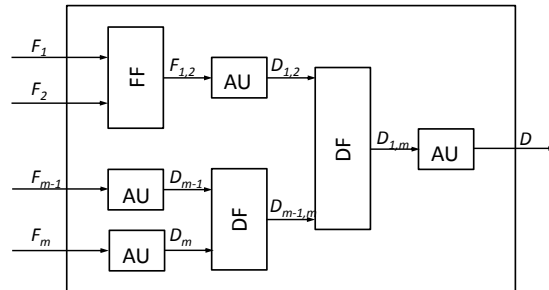 F1
F2
FF
F1,2
AU
D1,2
DF
D1,m
AU
D
Fm-1
AU
Dm-1
DF
Dm-1,m
Fm
AU
Dm